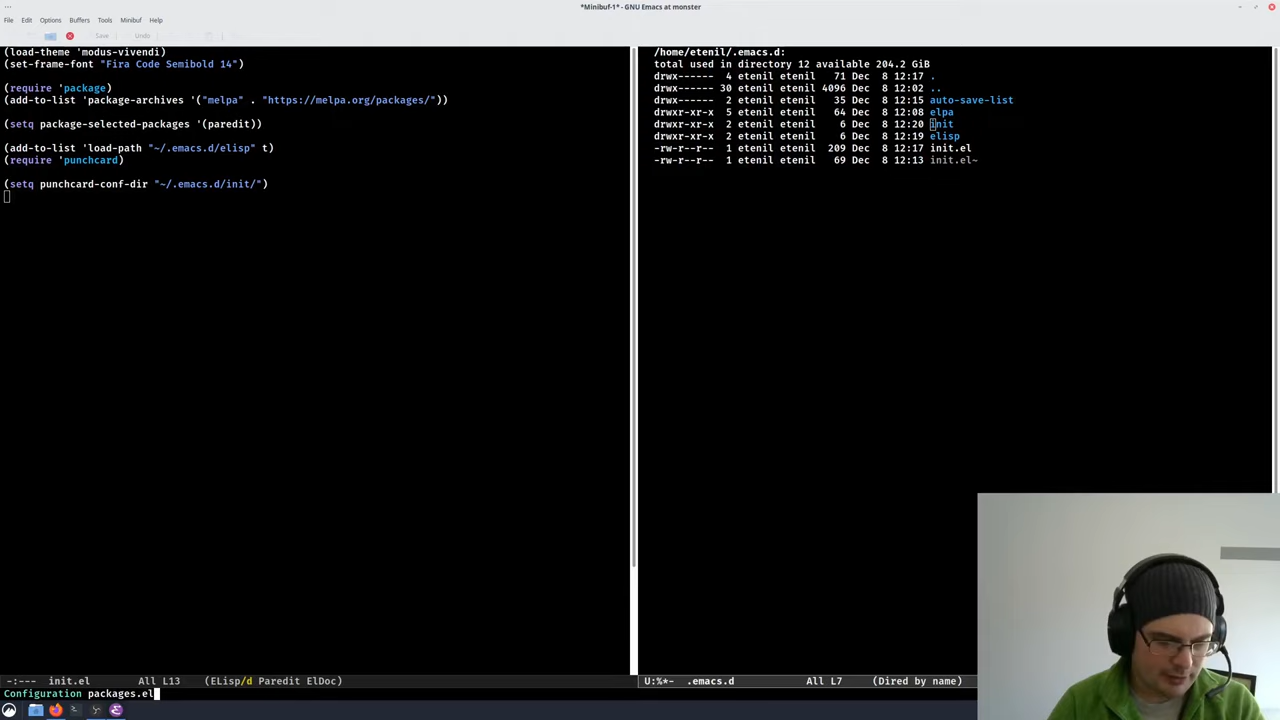 *Minibuf-1* - GNU Emacs at monster
File Edit Options Buffers Tools Minibuf Help
Save Undo
(load-theme 'modus-vivendi)
(set-frame-font "Fira Code Semibold 14")
(require 'package)
(add-to-list 'package-archives '("melpa" . "https://melpa.org/packages/"))
(setq package-selected-packages '(paredit))
(add-to-list 'load-path "~/.emacs.d/elisp" t)
(require 'punchcard)
(setq punchcard-conf-dir "~/.emacs.d/init/")
/home/etenil/.emacs.d:
total used in directory 12 available 204.2 GiB
drwx------ 4 etenil etenil 71 Dec 8 12:17 .
drwx------ 30 etenil etenil 4096 Dec 8 12:02 ..
drwx------ 2 etenil etenil 35 Dec 8 12:15 auto-save-list
drwxr-xr-x 5 etenil etenil 64 Dec 8 12:08 elpa
drwxr-xr-x 2 etenil etenil 6 Dec 8 12:20 init
drwxr-xr-x 2 etenil etenil 6 Dec 8 12:19 elisp
-rw-r--r-- 1 etenil etenil 209 Dec 8 12:17 init.el
-rw-r--r-- 1 etenil etenil 69 Dec 8 12:13 init.el~
-:--- init.el All L13 (ELisp/d Paredit ElDoc)
U:%*- .emacs.d All L7 (Dired by name)
Configuration packages.el